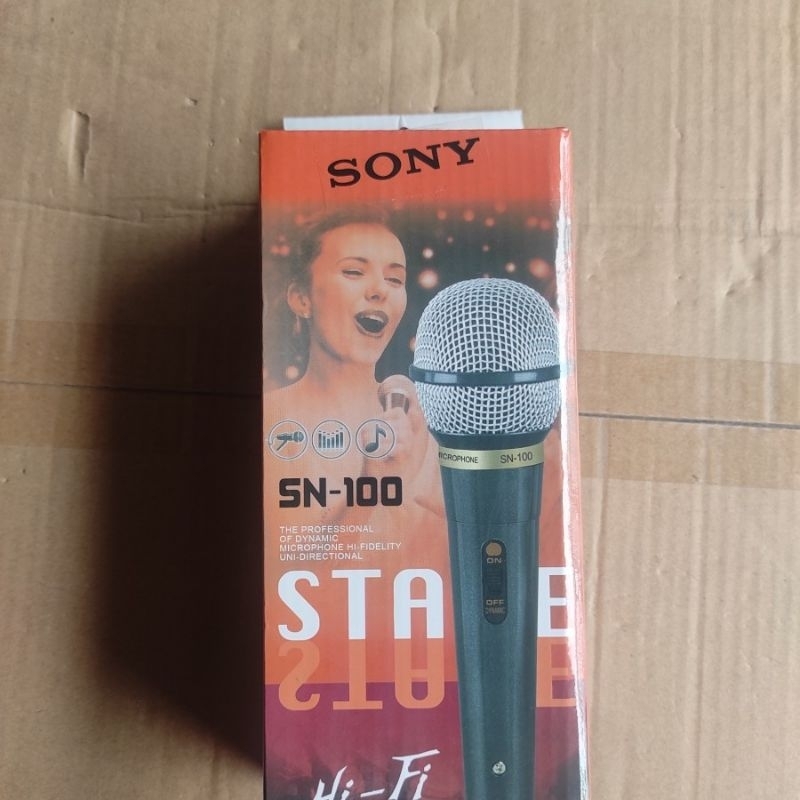 SONY
MICROPHONE SN-100
SN-100
THE PROFESSIONAL
OF DYNAMIC
MICROPHONE HI-FIDELITY
UNI-DIRECTIONAL
ON
OFF
DYNAMIC
STA E
Hi-Fi